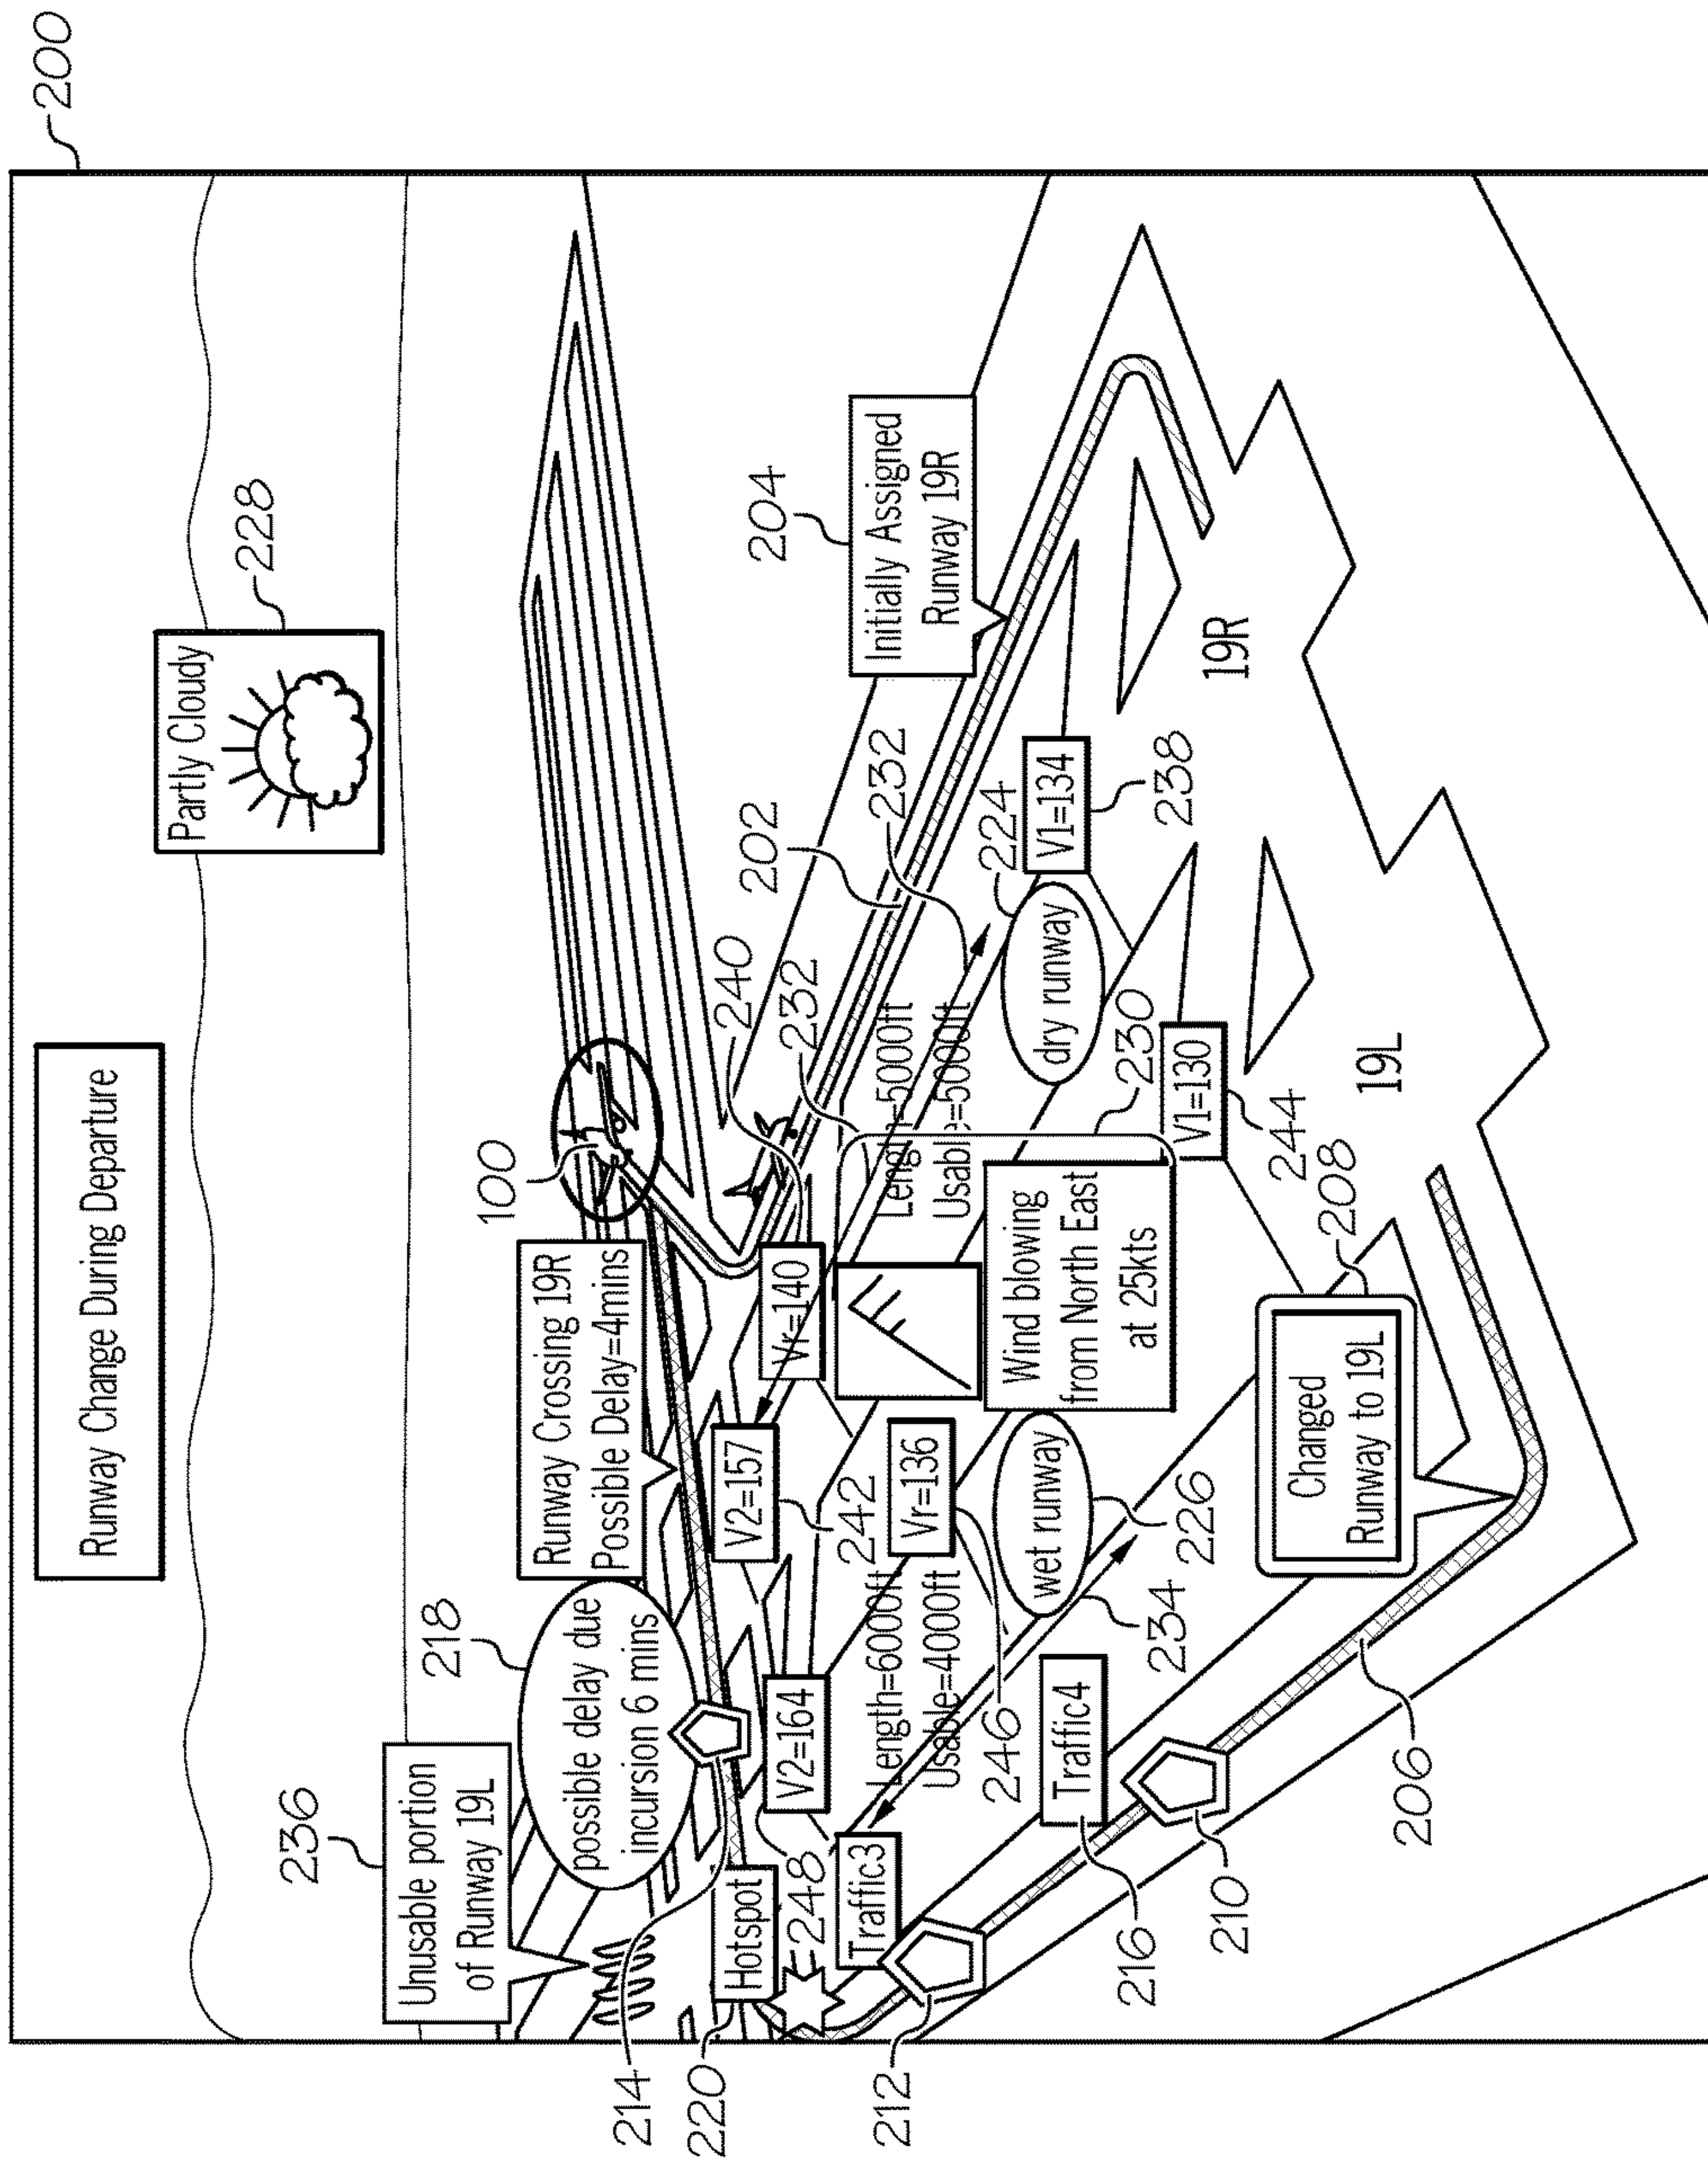 200
Runway Change During Departure
Partly Cloudy
228
236
Unusable portion
of Runway 19L
218
possible delay due
incursion 6 mins
Runway Crossing 19R
Possible Delay=4mins
100
214
220
Hotspot
V2=157
242
Vr=140
240
232
202
232
204
Initially Assigned
Runway 19R
V2=164
248
Traffic3
212
Length=6000ft
Usable=4000ft
246
Vr=136
Length=5000ft
Usable=5000ft
Wind blowing
from North East
at 25kts
230
dry runway
224
V1=134
238
19R
wet runway
226
234
Traffic4
216
210
V1=130
244
208
Changed
Runway to 19L
206
19L